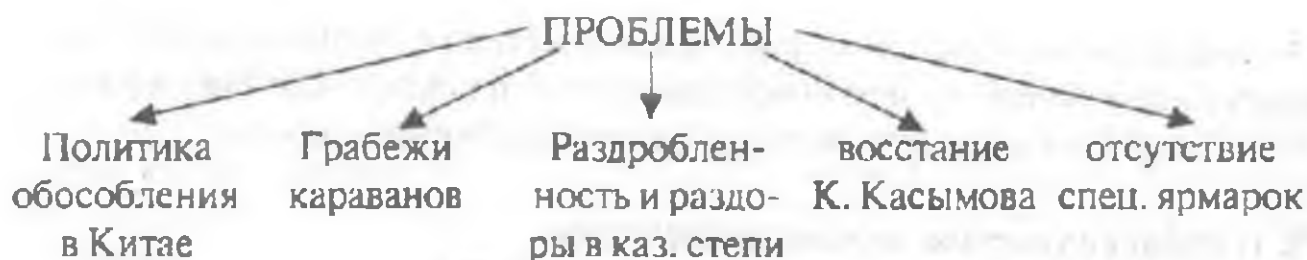 ПРОБЛЕМЫ
Политика
обособления
в Китае
Грабежи
караванов
Раздроблен-
ность и раздо-
ры в каз. степи
восстание
К. Касымова
отсутствие
спец. ярмарок